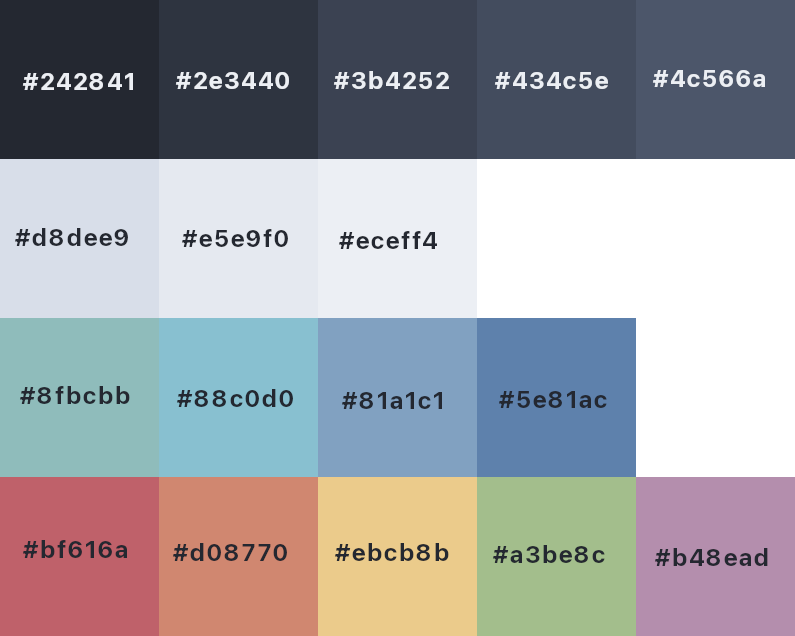 #242841 #2e3440 #3b4252 #434c5e #4c566a
#d8dee9 #e5e9f0 #eceff4
#8fbcbb #88c0d0 #81a1c1 #5e81ac
#bf616a #d08770 #ebcb8b #a3be8c #b48ead